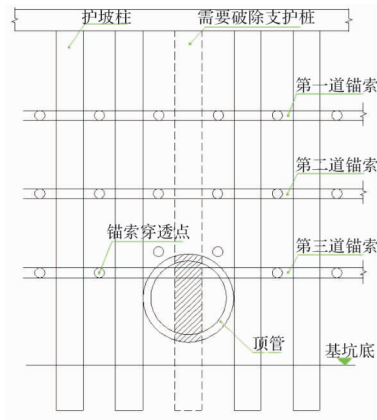 护坡柱
需要破除支护桩
第一道锚索
第二道锚索
锚索穿透点
第三道锚索
顶管
基坑底